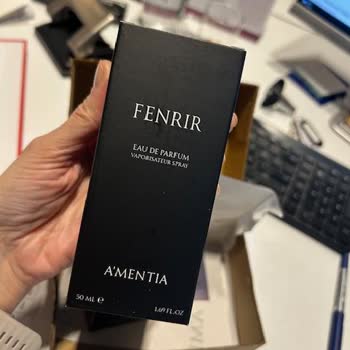 FENRIR
EAU DE PARFUM
VAPORISATEUR SPRAY
A'MENTIA
50 ML e 1.69 FL.OZ